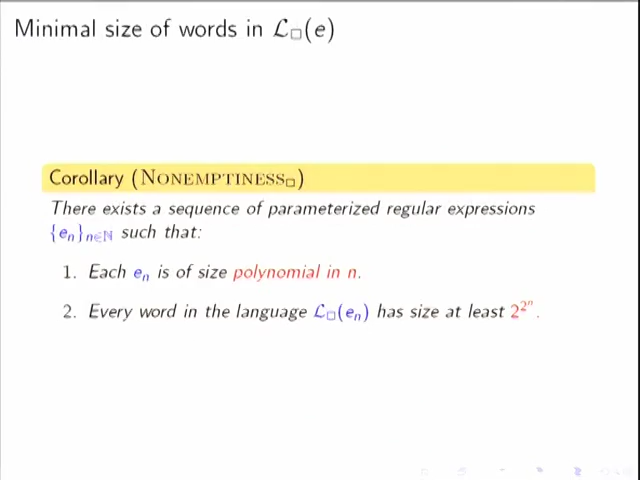 Minimal size of words in 𝓛□(e)
Corollary (NONEMPTINESS□)
There exists a sequence of parameterized regular expressions
{eₙ}ₙ∈ℕ such that:
1. Each eₙ is of size polynomial in n.
2. Every word in the language 𝓛□(eₙ) has size at least 2^{2^n}.